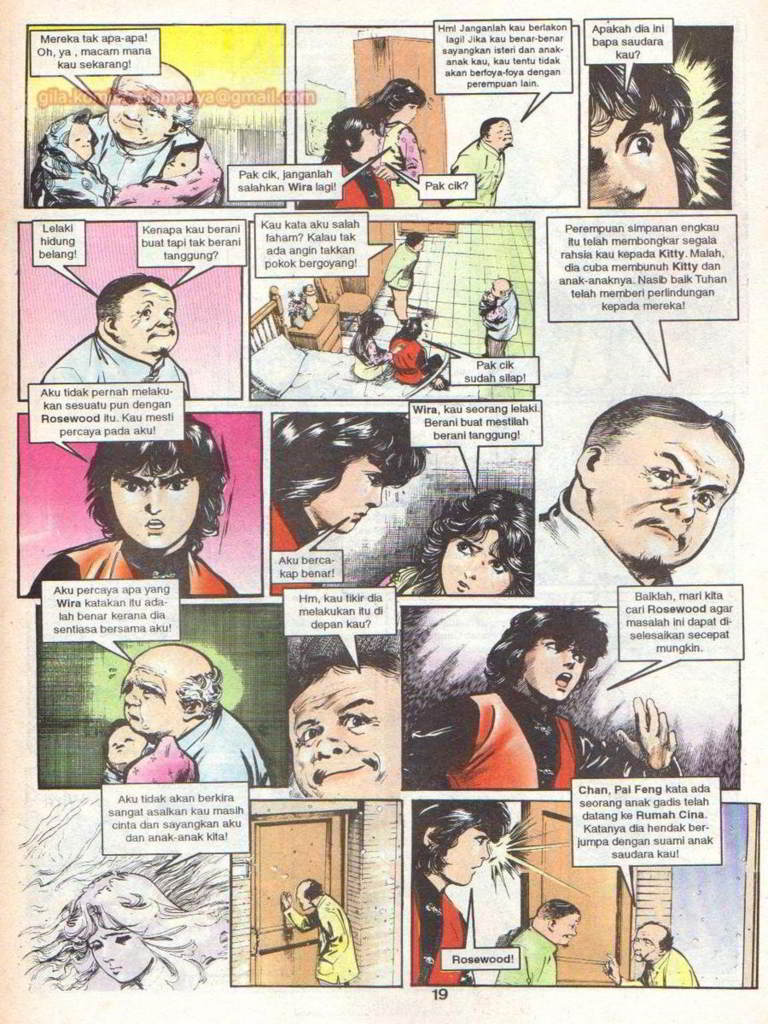 Mereka tak apa-apa!
Oh, ya , macam mana
kau sekarang!
Hm! Janganlah kau berlakon
lagi! Jika kau benar-benar
sayangkan isteri dan anak-
anak kau, kau tentu tidak
akan berfoya-foya dengan
perempuan lain.
Pak cik, janganlah
salahkan Wira lagi!
Pak cik?
Apakah dia ini
bapa saudara
kau?
Lelaki
hidung
belang!
Kenapa kau berani
buat tapi tak berani
tanggung?
Kau kata aku salah
faham? Kalau tak
ada angin takkan
pokok bergoyang!
Pak cik
sudah silap!
Perempuan simpanan engkau
itu telah membongkar segala
rahsia kau kepada Kitty. Malah,
dia cuba membunuh Kitty dan
anak-anaknya. Nasib baik Tuhan
telah memberi perlindungan
kepada mereka!
Aku tidak pernah melaku-
kan sesuatu pun dengan
Rosewood itu. Kau mesti
percaya pada aku!
Wira, kau seorang lelaki.
Berani buat mestilah
berani tanggung!
Aku berca-
kap benar!
Aku percaya apa yang
Wira katakan itu ada-
lah benar kerana dia
sentiasa bersama aku!
Hm, kau fikir dia
melakukan itu di
depan kau?
Baiklah, mari kita
cari Rosewood agar
masalah ini dapat di-
selesaikan secepat
mungkin.
Aku tidak akan berkira
sangat asalkan kau masih
cinta dan sayangkan aku
dan anak-anak kita!
Chan, Pai Feng kata ada
seorang anak gadis telah
datang ke Rumah Cina.
Katanya dia hendak ber-
jumpa dengan suami anak
saudara kau!
Rosewood!
19